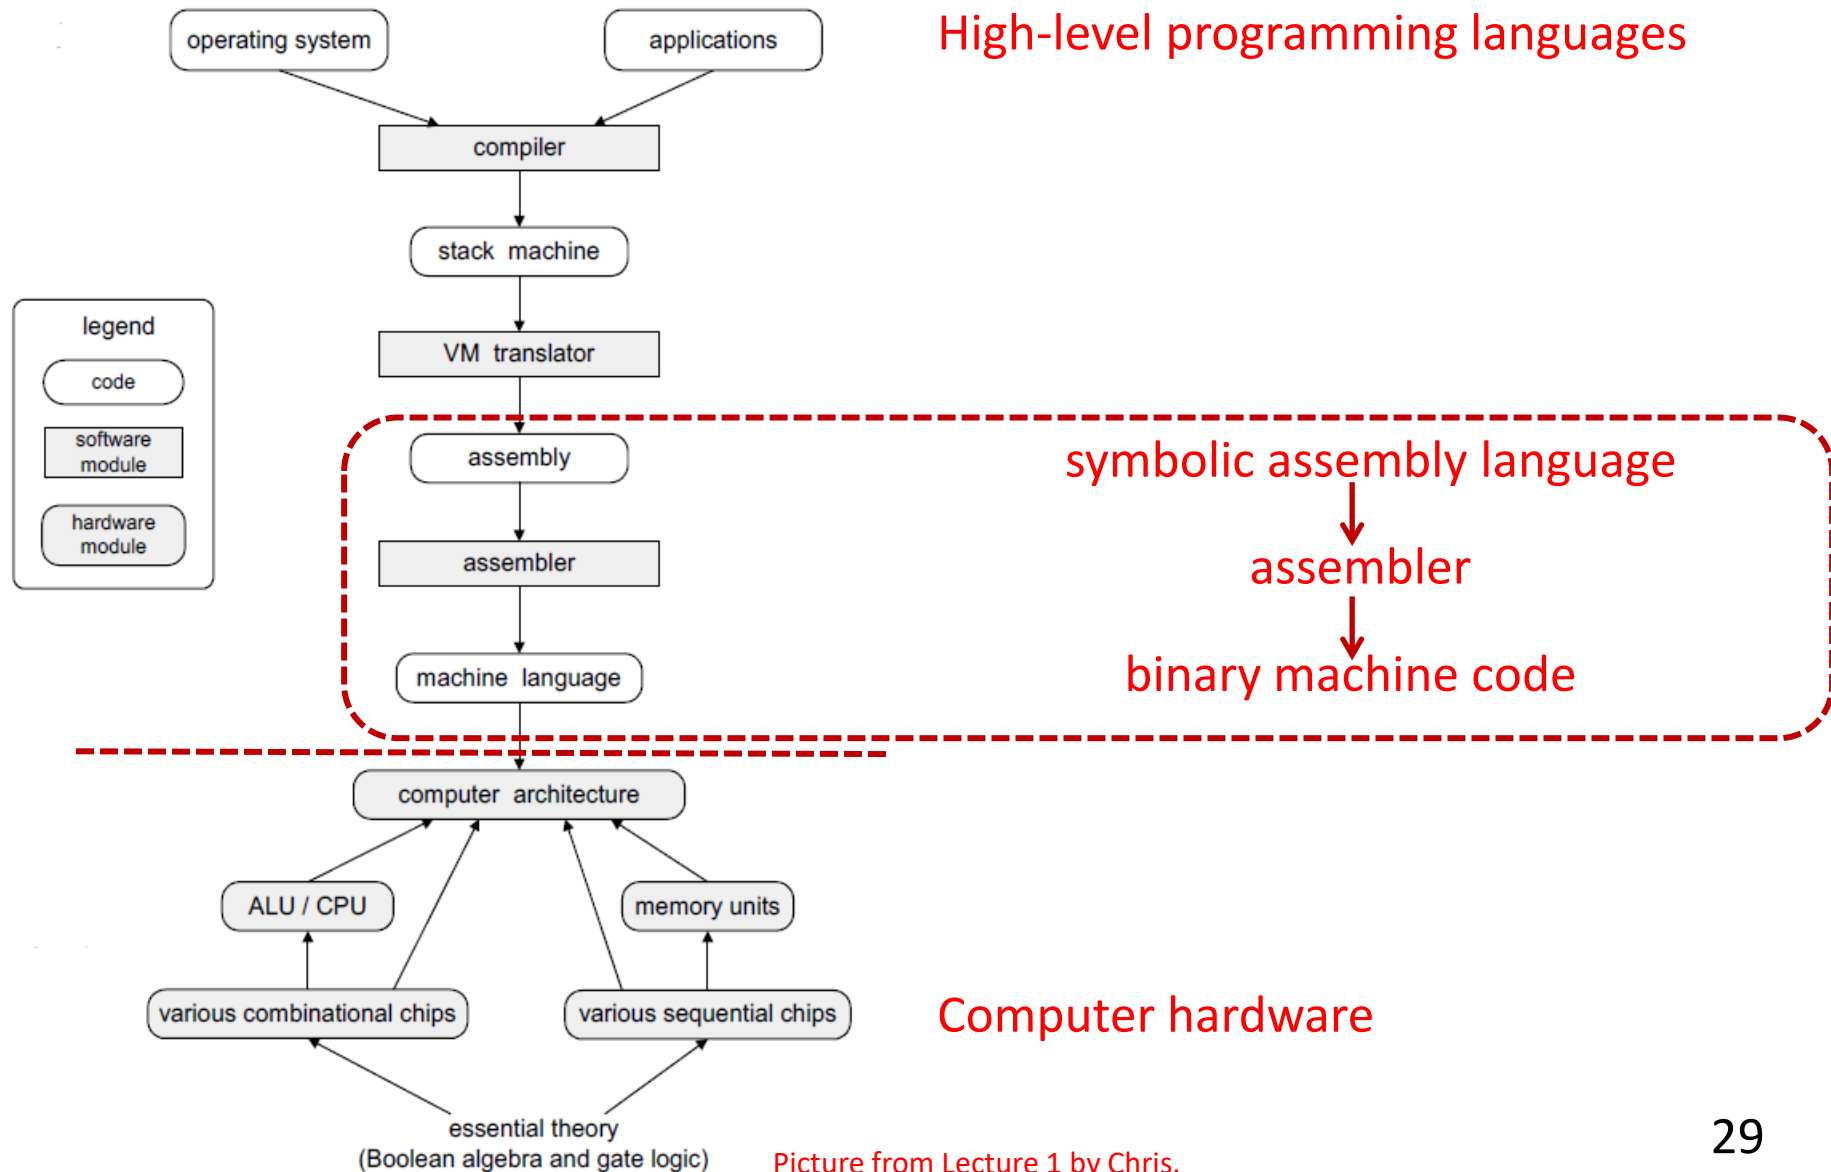 operating system
applications
High-level programming languages
compiler
stack machine
legend
code
software
module
hardware
module
VM translator
assembly
symbolic assembly language
assembler
assembler
machine language
binary machine code
computer architecture
ALU / CPU
memory units
various combinational chips
various sequential chips
Computer hardware
essential theory
(Boolean algebra and gate logic)
Picture from Lecture 1 by Chris.
29